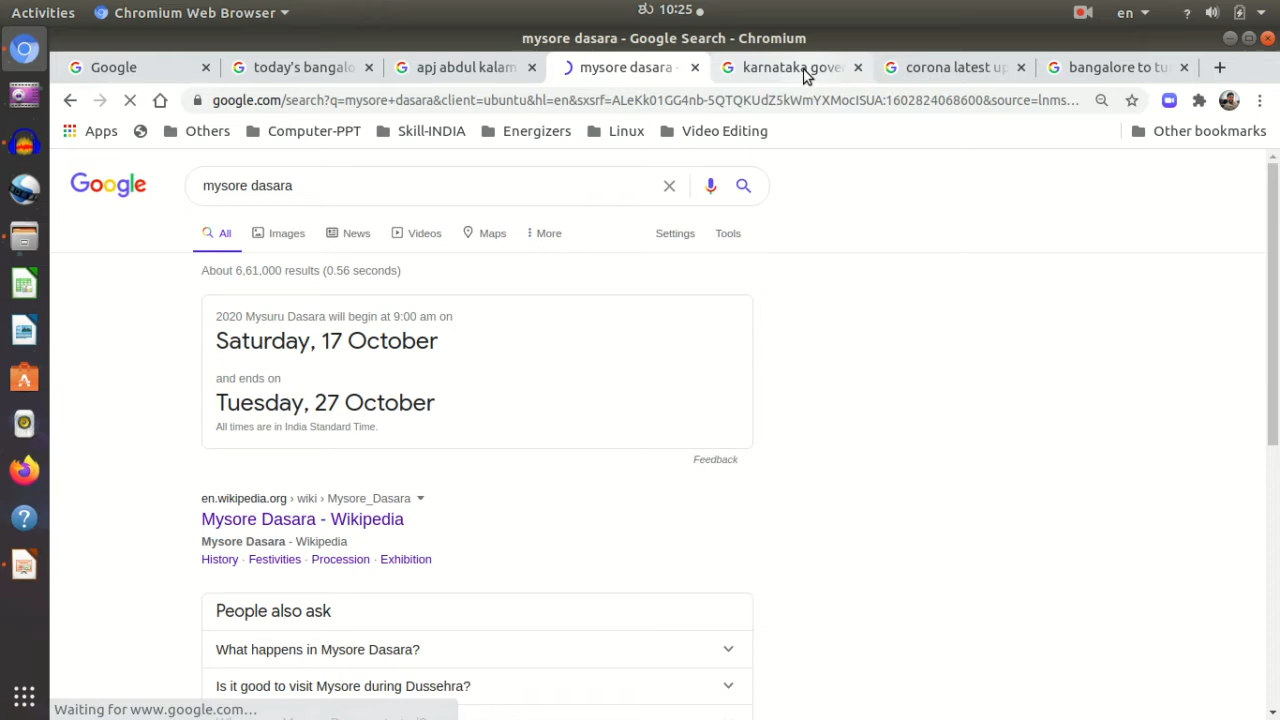 Activities Chromium Web Browser ಶು 10:25 en ?
mysore dasara - Google Search - Chromium
Google today's bangalo apj abdul kalam mysore dasara - karnataka gover corona latest up bangalore to tu
google.com/search?q=mysore+dasara&client=ubuntu&hl=en&sxsrf=ALeKk01GG4nb-5QTQKUdZ5kWmYXMocISUA:1602824068600&source=lnms...
Apps Others Computer-PPT Skill-INDIA Energizers Linux Video Editing Other bookmarks
Google mysore dasara
All Images News Videos Maps More Settings Tools
About 6,61,000 results (0.56 seconds)
2020 Mysuru Dasara will begin at 9:00 am on
Saturday, 17 October
and ends on
Tuesday, 27 October
All times are in India Standard Time.
Feedback
en.wikipedia.org › wiki › Mysore_Dasara
Mysore Dasara - Wikipedia
Mysore Dasara - Wikipedia
History · Festivities · Procession · Exhibition
People also ask
What happens in Mysore Dasara?
Is it good to visit Mysore during Dussehra?
Waiting for www.google.com...